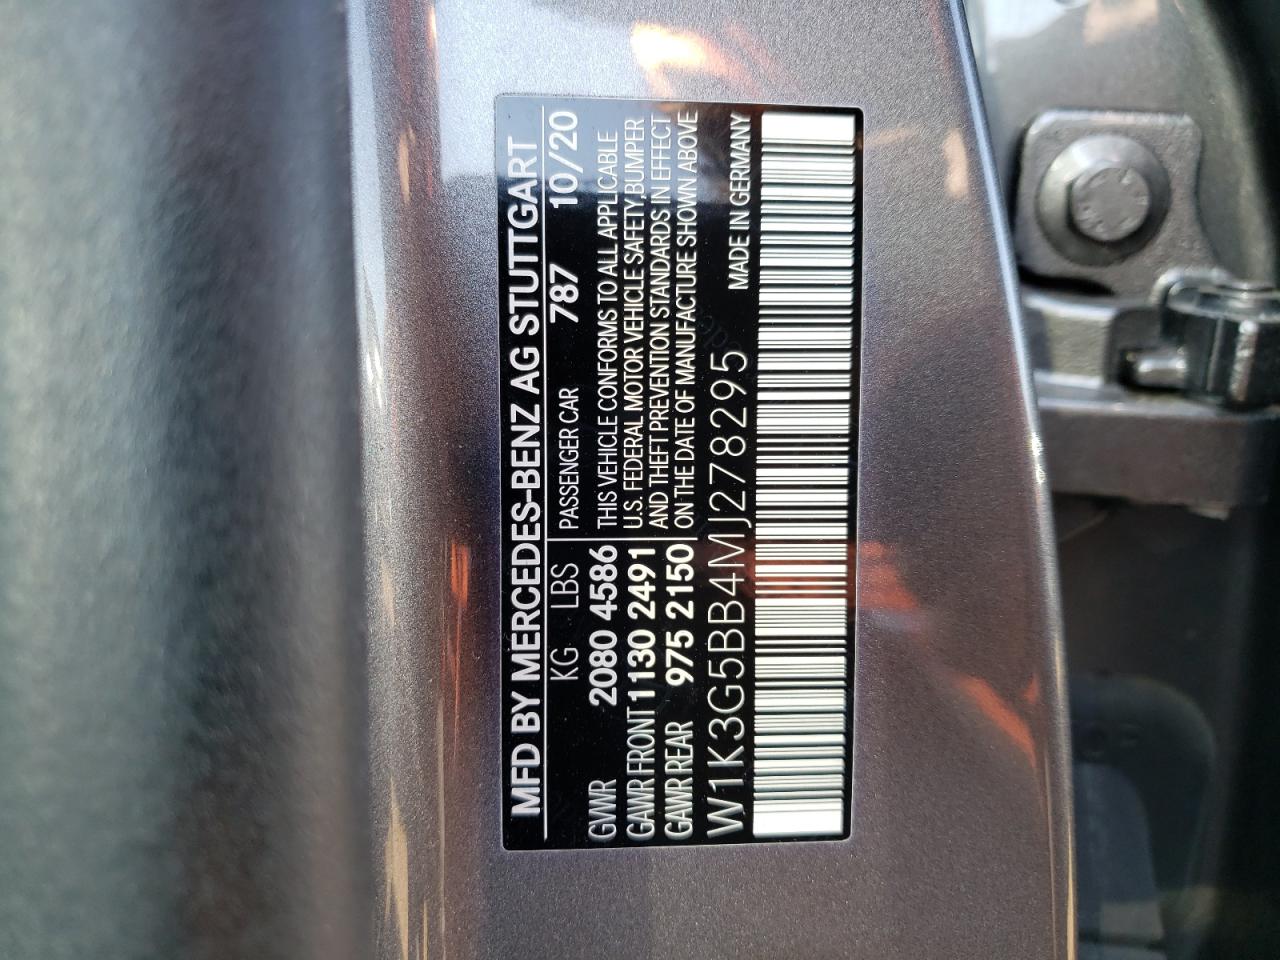 MFD BY MERCEDES-BENZ AG STUTTGART
KG LBS PASSENGER CAR 787 10/20
GWR 2080 4586 THIS VEHICLE CONFORMS TO ALL APPLICABLE
GAWR FRONT 1130 2491 U.S. FEDERAL MOTOR VEHICLE SAFETY, BUMPER
GAWR REAR 975 2150 AND THEFT PREVENTION STANDARDS IN EFFECT
ON THE DATE OF MANUFACTURE SHOWN ABOVE
W1K3G5BB4MJ278295 MADE IN GERMANY